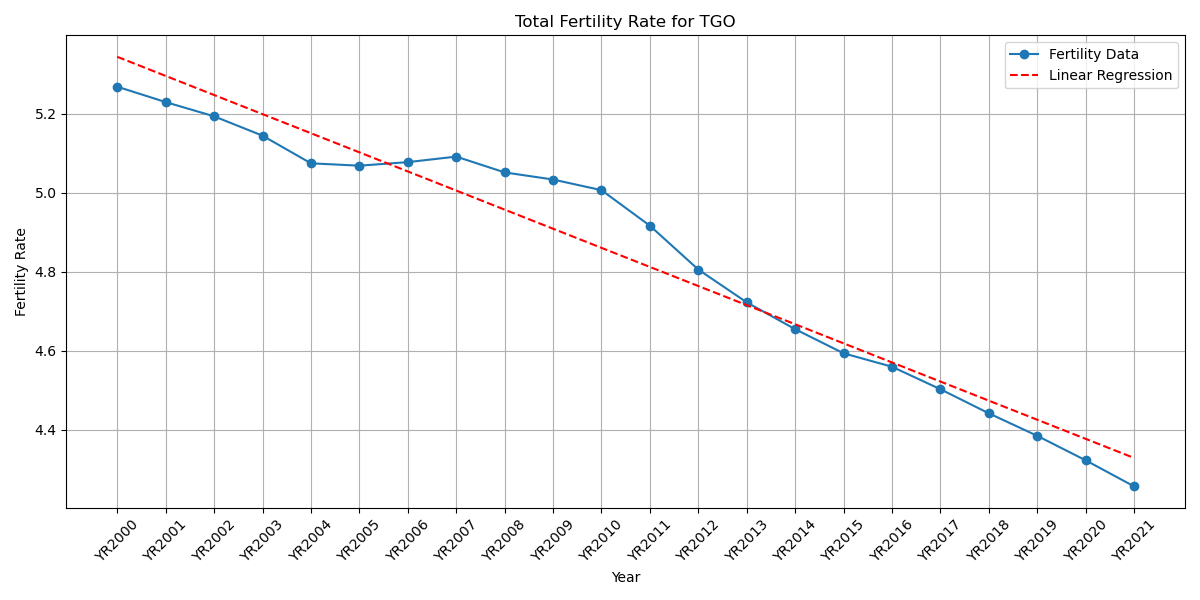 Total Fertility Rate for TGO
Fertility Data
Linear Regression
Fertility Rate
5.2
5.0
4.8
4.6
4.4
YR2000
YR2001
YR2002
YR2003
YR2004
YR2005
YR2006
YR2007
YR2008
YR2009
YR2010
YR2011
YR2012
YR2013
YR2014
YR2015
YR2016
YR2017
YR2018
YR2019
YR2020
YR2021
Year